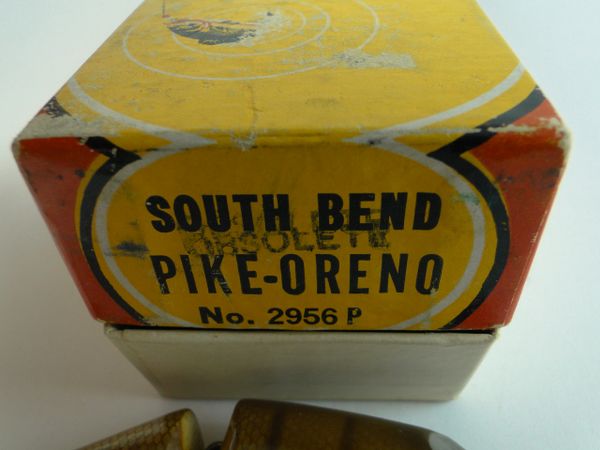 SOUTH BEND
OBSOLETE
PIKE-ORENO
No. 2956 P